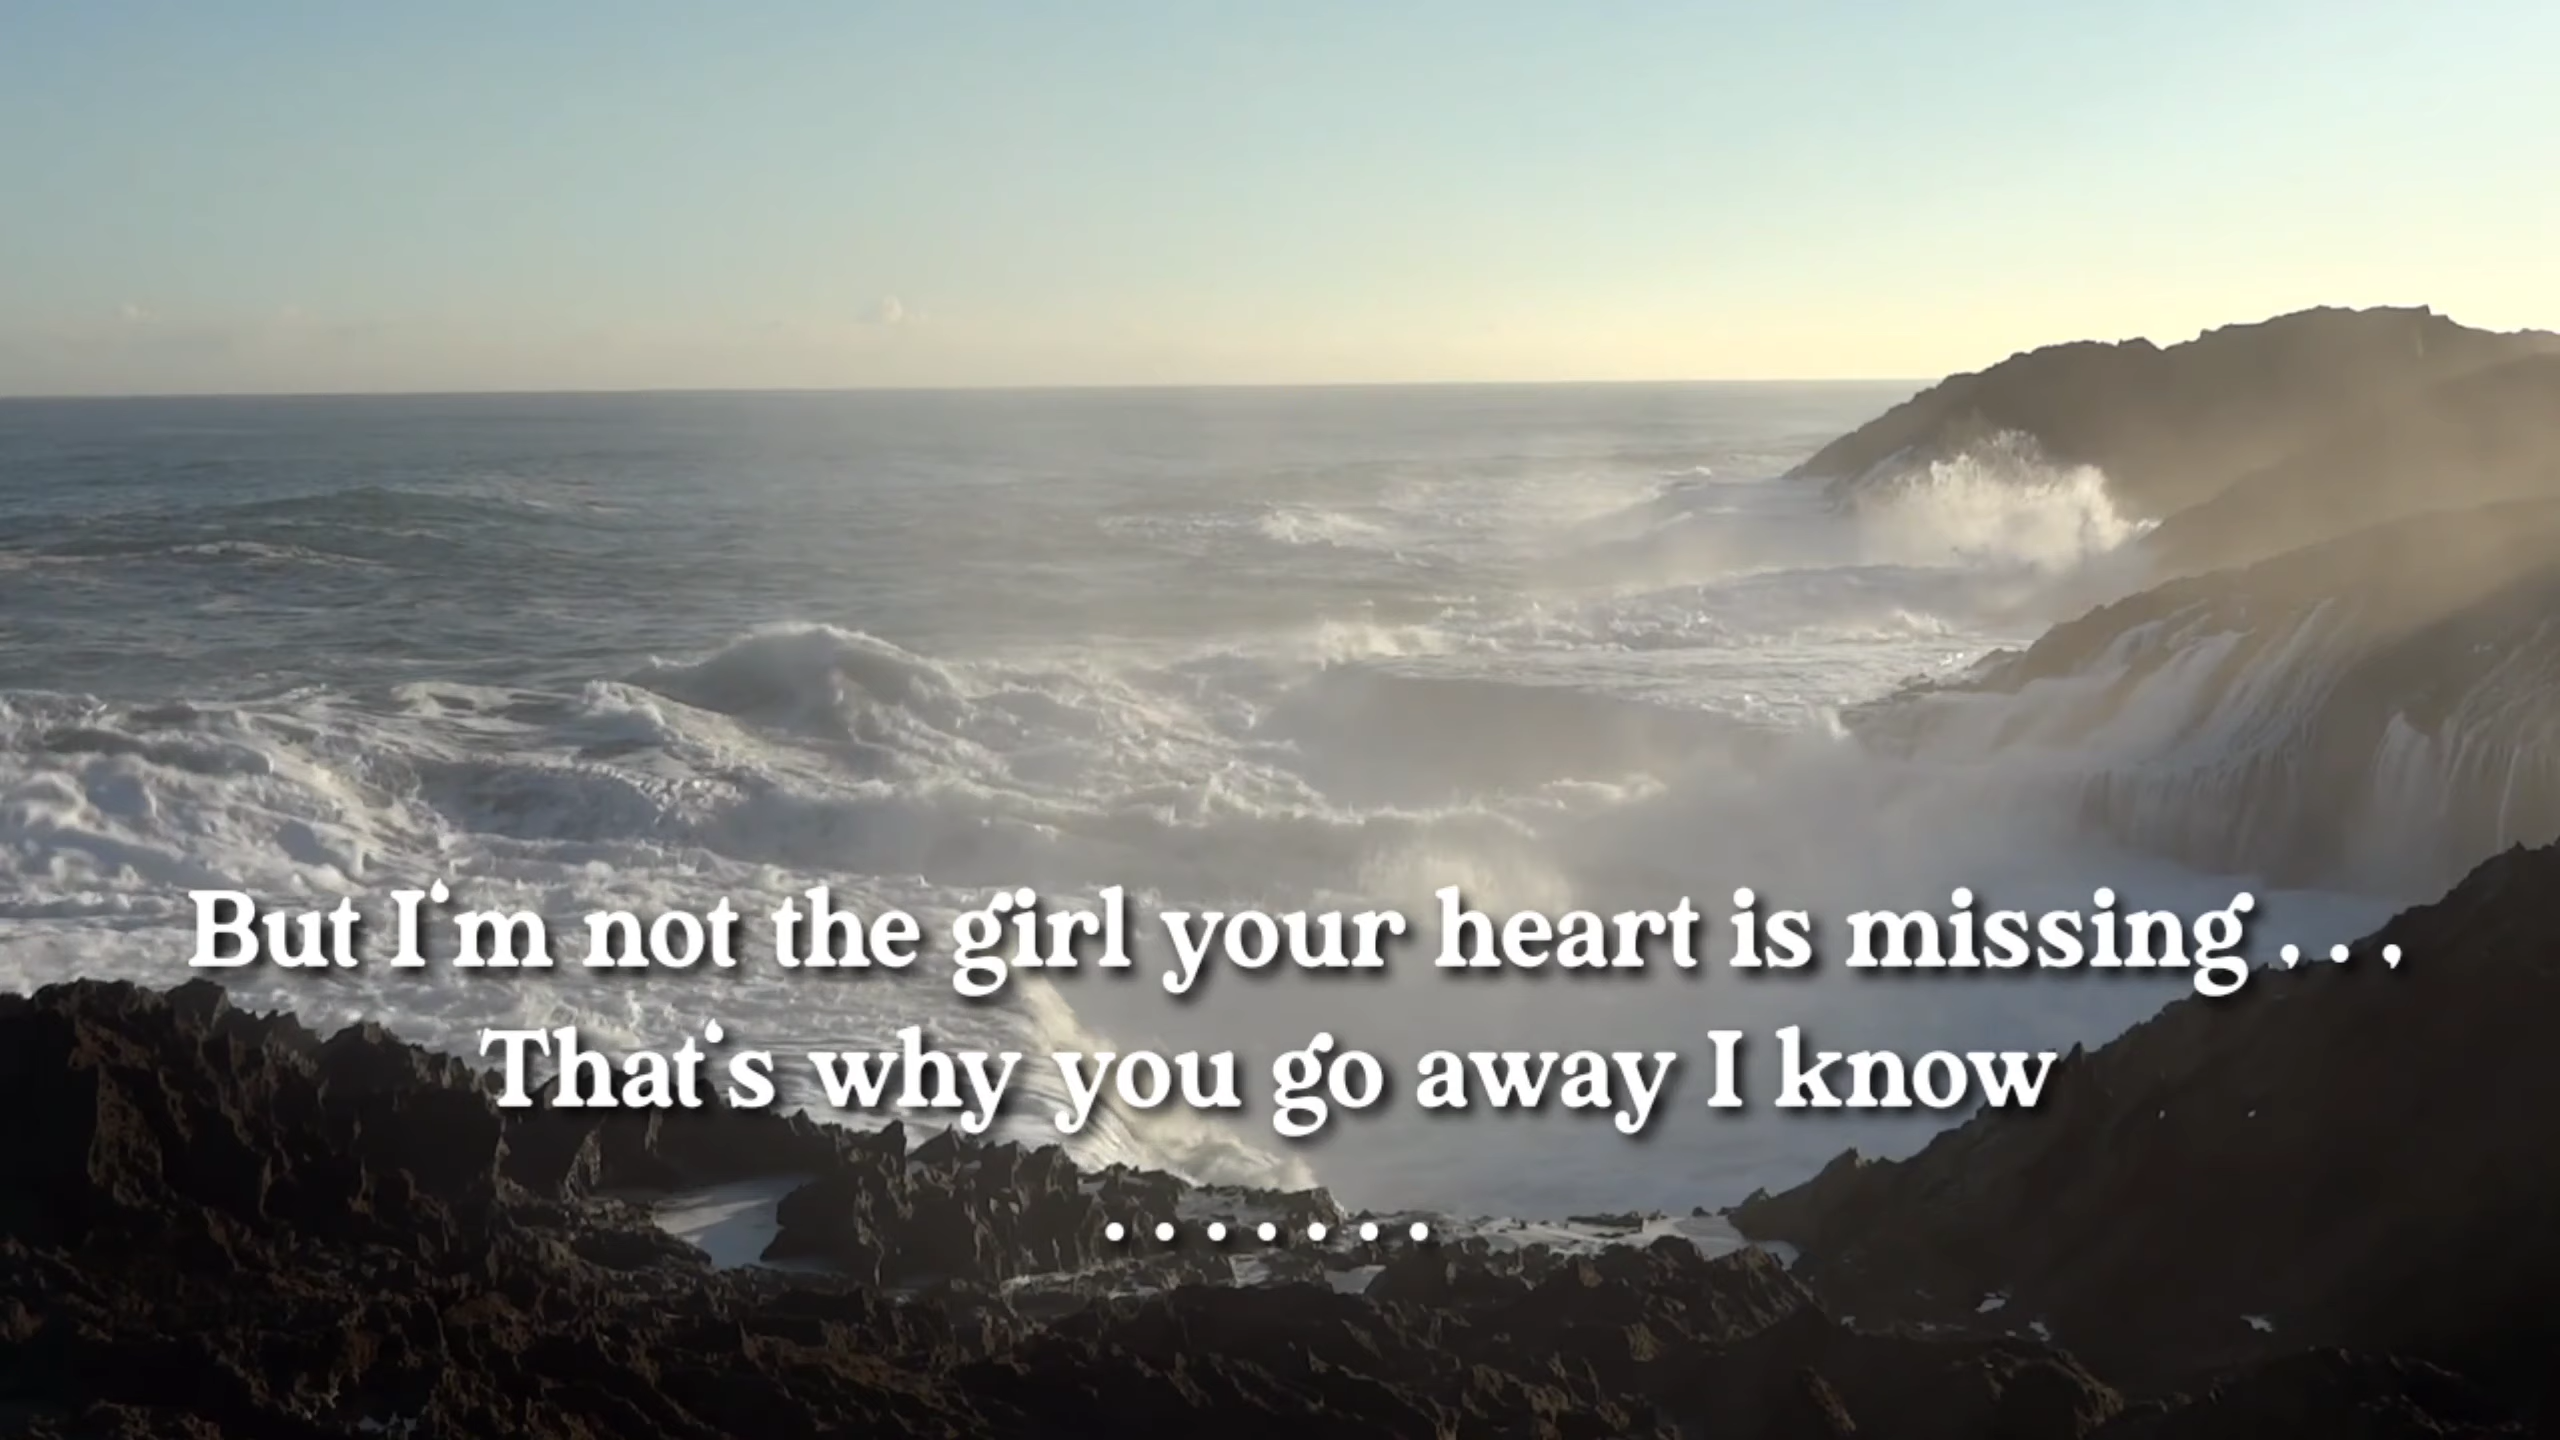 But I'm not the girl your heart is missing . . ,
That's why you go away I know
. . . . . . .